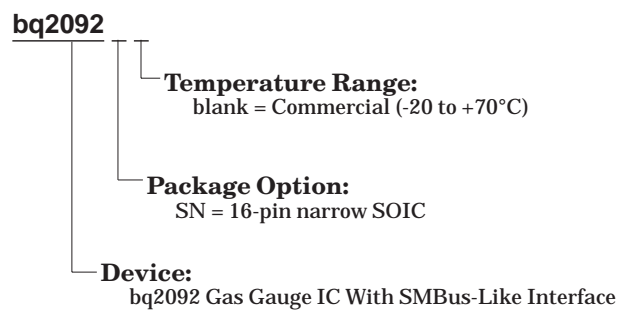 bq2092
Temperature Range:
blank = Commercial (-20 to +70°C)
Package Option:
SN = 16-pin narrow SOIC
Device:
bq2092 Gas Gauge IC With SMBus-Like Interface